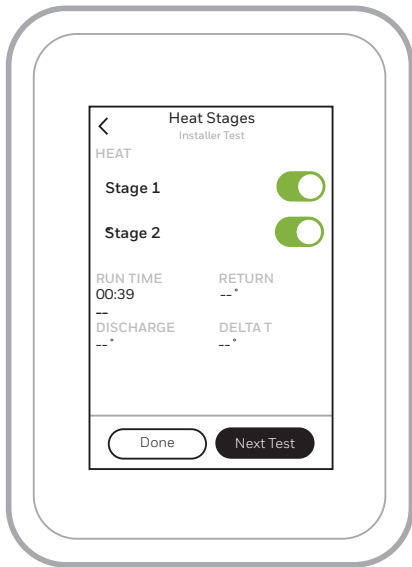 Heat Stages
Installer Test
HEAT
Stage 1
Stage 2
RUN TIME RETURN
00:39 --°
--
DISCHARGE DELTA T
--° --°
Done Next Test